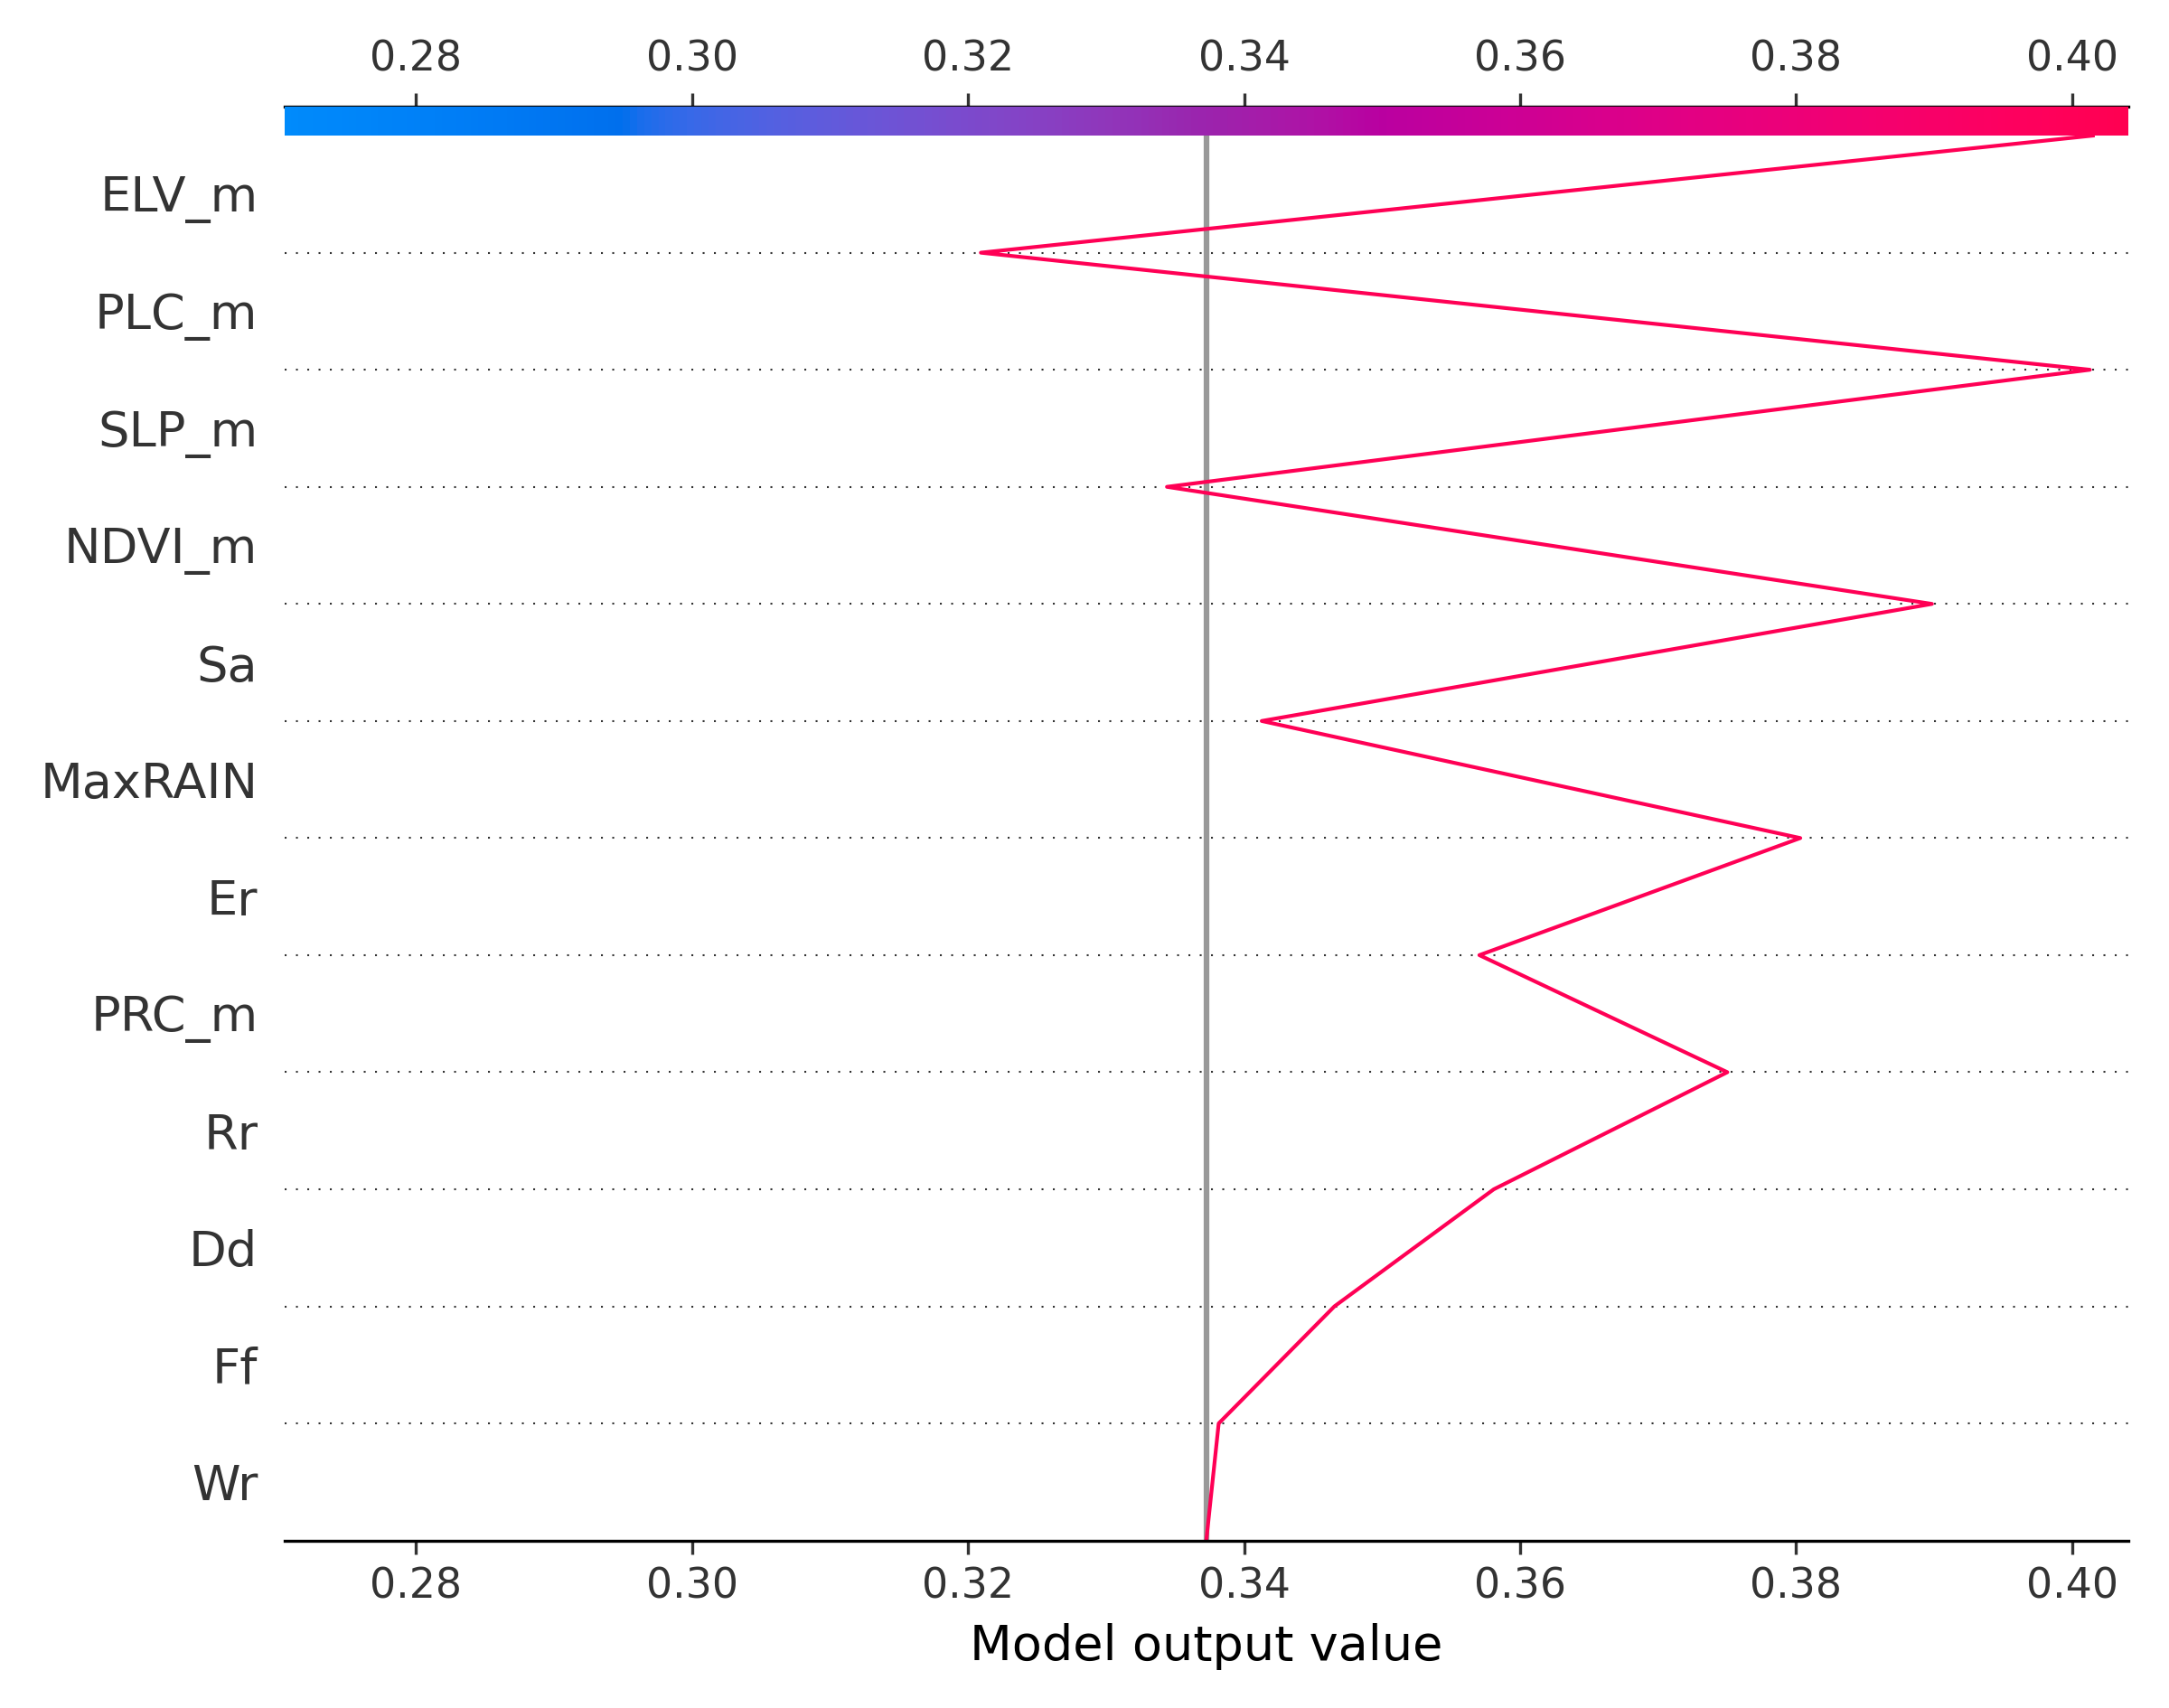 0.28 0.30 0.32 0.34 0.36 0.38 0.40
ELV_m
PLC_m
SLP_m
NDVI_m
Sa
MaxRAIN
Er
PRC_m
Rr
Dd
Ff
Wr
0.28 0.30 0.32 0.34 0.36 0.38 0.40
Model output value